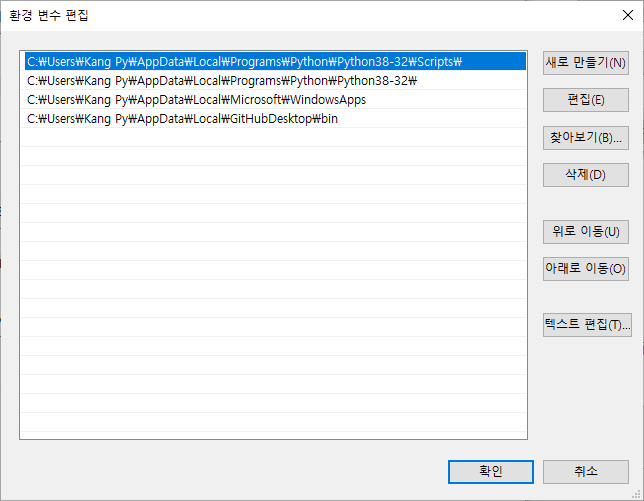 환경 변수 편집
C:₩Users₩Kang Py₩AppData₩Local₩Programs₩Python₩Python38-32₩Scripts₩
C:₩Users₩Kang Py₩AppData₩Local₩Programs₩Python₩Python38-32₩
C:₩Users₩Kang Py₩AppData₩Local₩Microsoft₩WindowsApps
C:₩Users₩Kang Py₩AppData₩Local₩GitHubDesktop₩bin
새로 만들기(N)
편집(E)
찾아보기(B)...
삭제(D)
위로 이동(U)
아래로 이동(O)
텍스트 편집(T)...
확인
취소